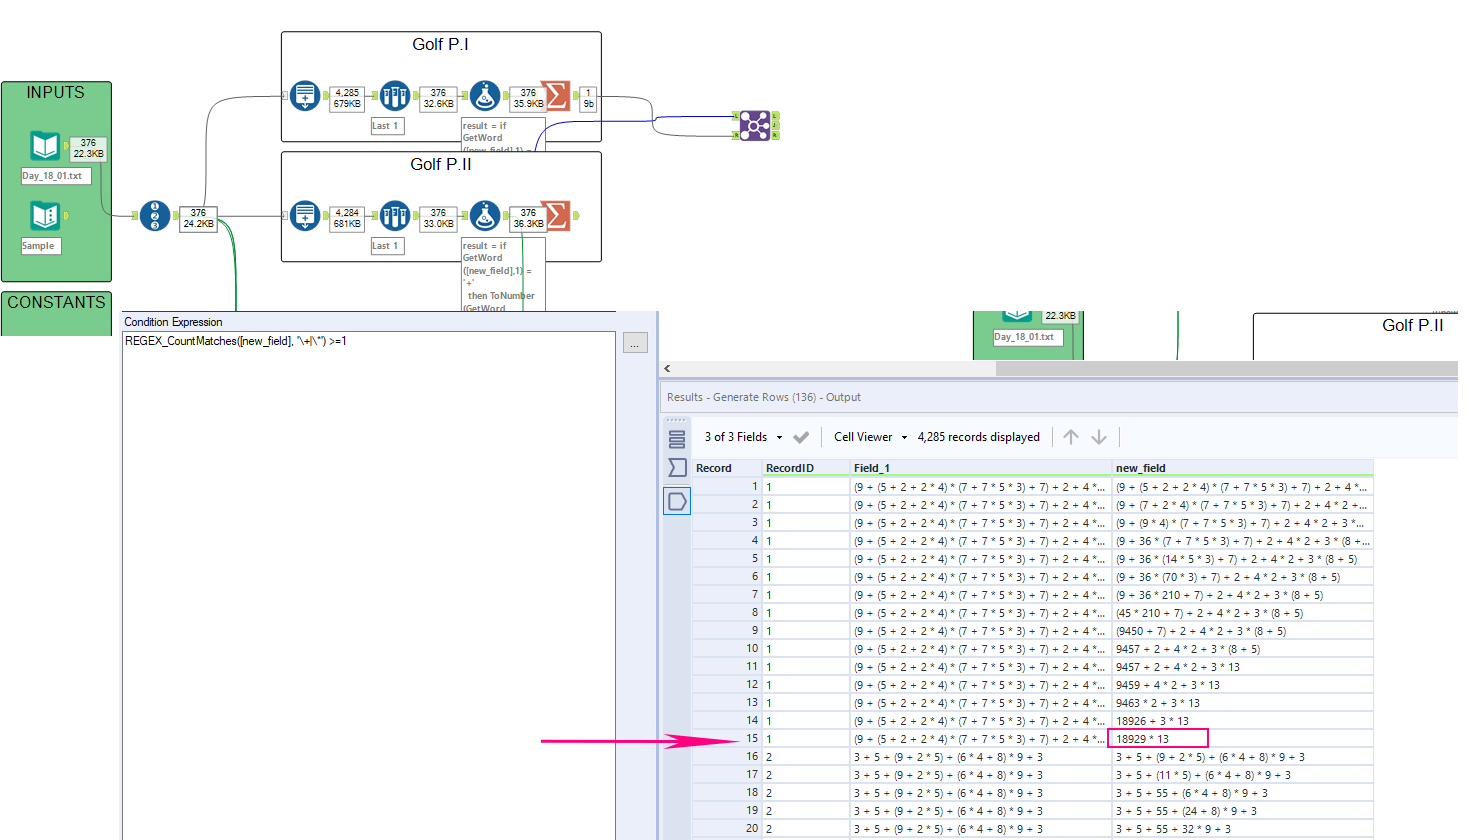 Golf P.I
INPUTS
4,285
679KB
376
32.6KB
376
35.9KB
1
9b
Last 1
result = if
GetWord
376
22.3KB
Day_18_01.txt
Golf P.II
1
2
3
376
24.2KB
4,284
681KB
376
33.0KB
376
36.3KB
Sample
Last 1
result = if
GetWord
([new_field],1) =
'+'
then ToNumber
(GetWord
CONSTANTS
Condition Expression
REGEX_CountMatches([new_field], "\+|\*") >=1
...
22.3KB
Day_18_01.txt
Golf P.II
Results - Generate Rows (136) - Output
3 of 3 Fields Cell Viewer 4,285 records displayed
Record RecordID Field_1 new_field
1 1 (9 + (5 + 2 + 2 * 4) * (7 + 7 * 5 * 3) + 7) + 2 + 4 *... (9 + (5 + 2 + 2 * 4) * (7 + 7 * 5 * 3) + 7) + 2 + 4 *...
2 1 (9 + (5 + 2 + 2 * 4) * (7 + 7 * 5 * 3) + 7) + 2 + 4 *... (9 + (7 + 2 * 4) * (7 + 7 * 5 * 3) + 7) + 2 + 4 * 2 +...
3 1 (9 + (5 + 2 + 2 * 4) * (7 + 7 * 5 * 3) + 7) + 2 + 4 *... (9 + (9 * 4) * (7 + 7 * 5 * 3) + 7) + 2 + 4 * 2 + 3 *...
4 1 (9 + (5 + 2 + 2 * 4) * (7 + 7 * 5 * 3) + 7) + 2 + 4 *... (9 + 36 * (7 + 7 * 5 * 3) + 7) + 2 + 4 * 2 + 3 * (8 +...
5 1 (9 + (5 + 2 + 2 * 4) * (7 + 7 * 5 * 3) + 7) + 2 + 4 *... (9 + 36 * (14 * 5 * 3) + 7) + 2 + 4 * 2 + 3 * (8 + 5)
6 1 (9 + (5 + 2 + 2 * 4) * (7 + 7 * 5 * 3) + 7) + 2 + 4 *... (9 + 36 * (70 * 3) + 7) + 2 + 4 * 2 + 3 * (8 + 5)
7 1 (9 + (5 + 2 + 2 * 4) * (7 + 7 * 5 * 3) + 7) + 2 + 4 *... (9 + 36 * 210 + 7) + 2 + 4 * 2 + 3 * (8 + 5)
8 1 (9 + (5 + 2 + 2 * 4) * (7 + 7 * 5 * 3) + 7) + 2 + 4 *... (45 * 210 + 7) + 2 + 4 * 2 + 3 * (8 + 5)
9 1 (9 + (5 + 2 + 2 * 4) * (7 + 7 * 5 * 3) + 7) + 2 + 4 *... (9450 + 7) + 2 + 4 * 2 + 3 * (8 + 5)
10 1 (9 + (5 + 2 + 2 * 4) * (7 + 7 * 5 * 3) + 7) + 2 + 4 *... 9457 + 2 + 4 * 2 + 3 * (8 + 5)
11 1 (9 + (5 + 2 + 2 * 4) * (7 + 7 * 5 * 3) + 7) + 2 + 4 *... 9457 + 2 + 4 * 2 + 3 * 13
12 1 (9 + (5 + 2 + 2 * 4) * (7 + 7 * 5 * 3) + 7) + 2 + 4 *... 9459 + 4 * 2 + 3 * 13
13 1 (9 + (5 + 2 + 2 * 4) * (7 + 7 * 5 * 3) + 7) + 2 + 4 *... 9463 * 2 + 3 * 13
14 1 (9 + (5 + 2 + 2 * 4) * (7 + 7 * 5 * 3) + 7) + 2 + 4 *... 18926 + 3 * 13
15 1 (9 + (5 + 2 + 2 * 4) * (7 + 7 * 5 * 3) + 7) + 2 + 4 *... 18929 * 13
16 2 3 + 5 + (9 + 2 * 5) + (6 * 4 + 8) * 9 + 3 3 + 5 + (9 + 2 * 5) + (6 * 4 + 8) * 9 + 3
17 2 3 + 5 + (9 + 2 * 5) + (6 * 4 + 8) * 9 + 3 3 + 5 + (11 * 5) + (6 * 4 + 8) * 9 + 3
18 2 3 + 5 + (9 + 2 * 5) + (6 * 4 + 8) * 9 + 3 3 + 5 + 55 + (6 * 4 + 8) * 9 + 3
19 2 3 + 5 + (9 + 2 * 5) + (6 * 4 + 8) * 9 + 3 3 + 5 + 55 + (24 + 8) * 9 + 3
20 2 3 + 5 + (9 + 2 * 5) + (6 * 4 + 8) * 9 + 3 3 + 5 + 55 + 32 * 9 + 3